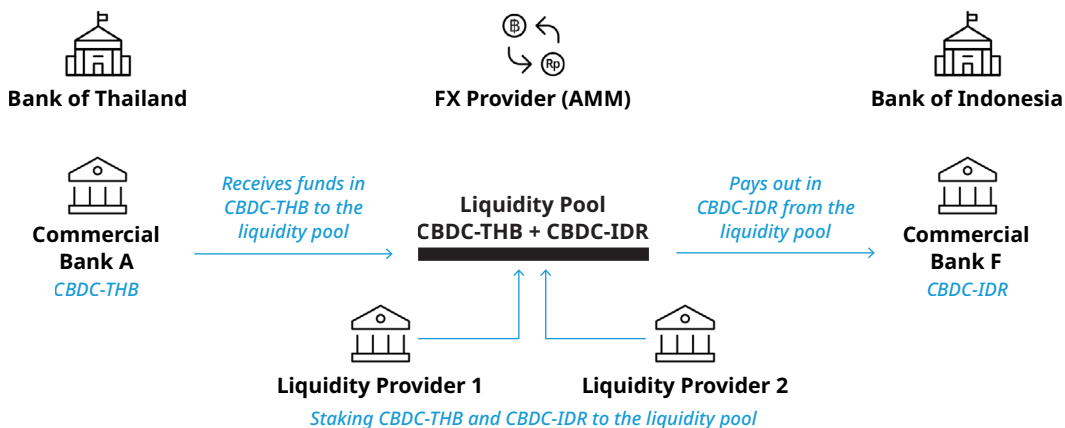 ฿
Rp
Bank of Thailand
FX Provider (AMM)
Bank of Indonesia
Receives funds in
CBDC-THB to the
liquidity pool
Pays out in
CBDC-IDR from the
liquidity pool
Liquidity Pool
CBDC-THB + CBDC-IDR
Commercial
Bank A
CBDC-THB
Commercial
Bank F
CBDC-IDR
Liquidity Provider 1
Liquidity Provider 2
Staking CBDC-THB and CBDC-IDR to the liquidity pool